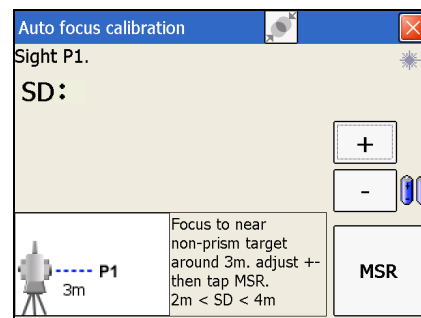 Auto focus calibration
Sight P1.
SD:
+
-
Focus to near
non-prism target
around 3m. adjust +-
then tap MSR.
2m < SD < 4m
P1
3m
MSR